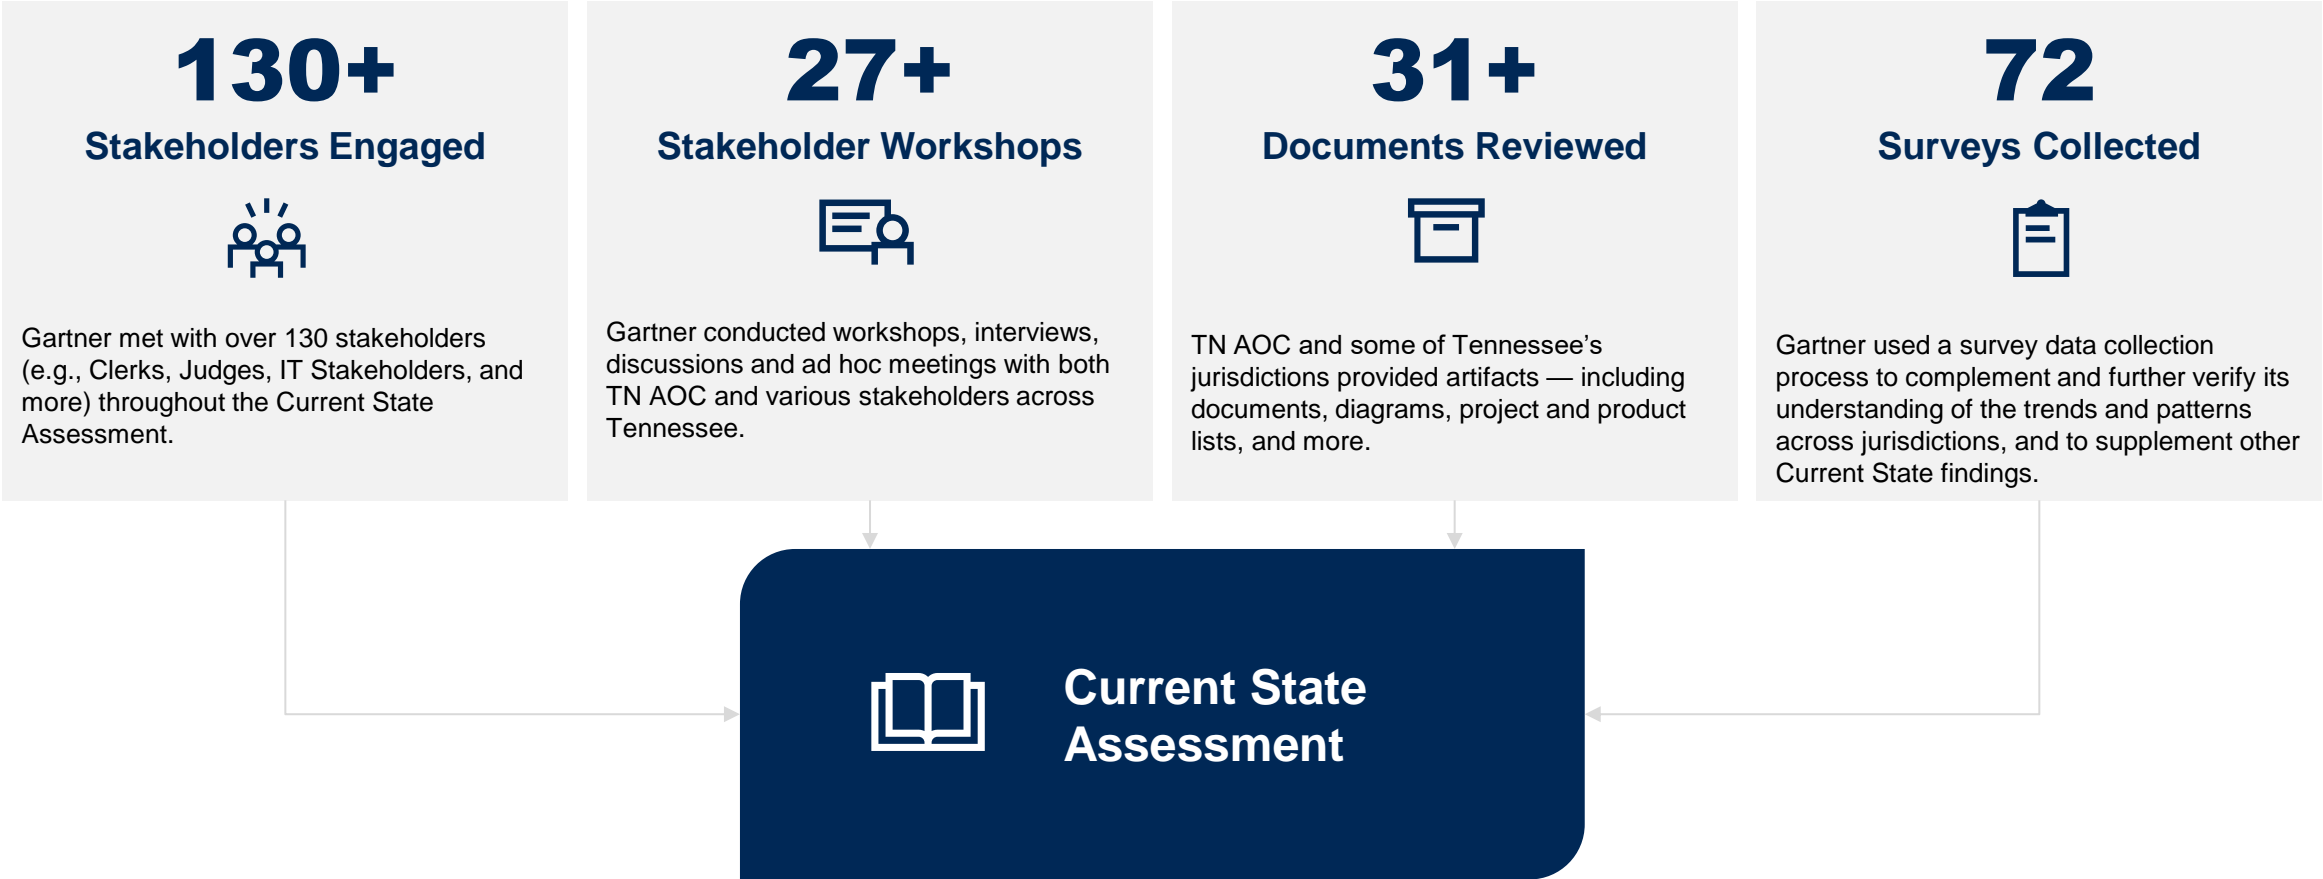 130+
Stakeholders Engaged
Gartner met with over 130 stakeholders
(e.g., Clerks, Judges, IT Stakeholders, and
more) throughout the Current State
Assessment.
27+
Stakeholder Workshops
Gartner conducted workshops, interviews,
discussions and ad hoc meetings with both
TN AOC and various stakeholders across
Tennessee.
31+
Documents Reviewed
TN AOC and some of Tennessee’s
jurisdictions provided artifacts — including
documents, diagrams, project and product
lists, and more.
72
Surveys Collected
Gartner used a survey data collection
process to complement and further verify its
understanding of the trends and patterns
across jurisdictions, and to supplement other
Current State findings.
Current State
Assessment